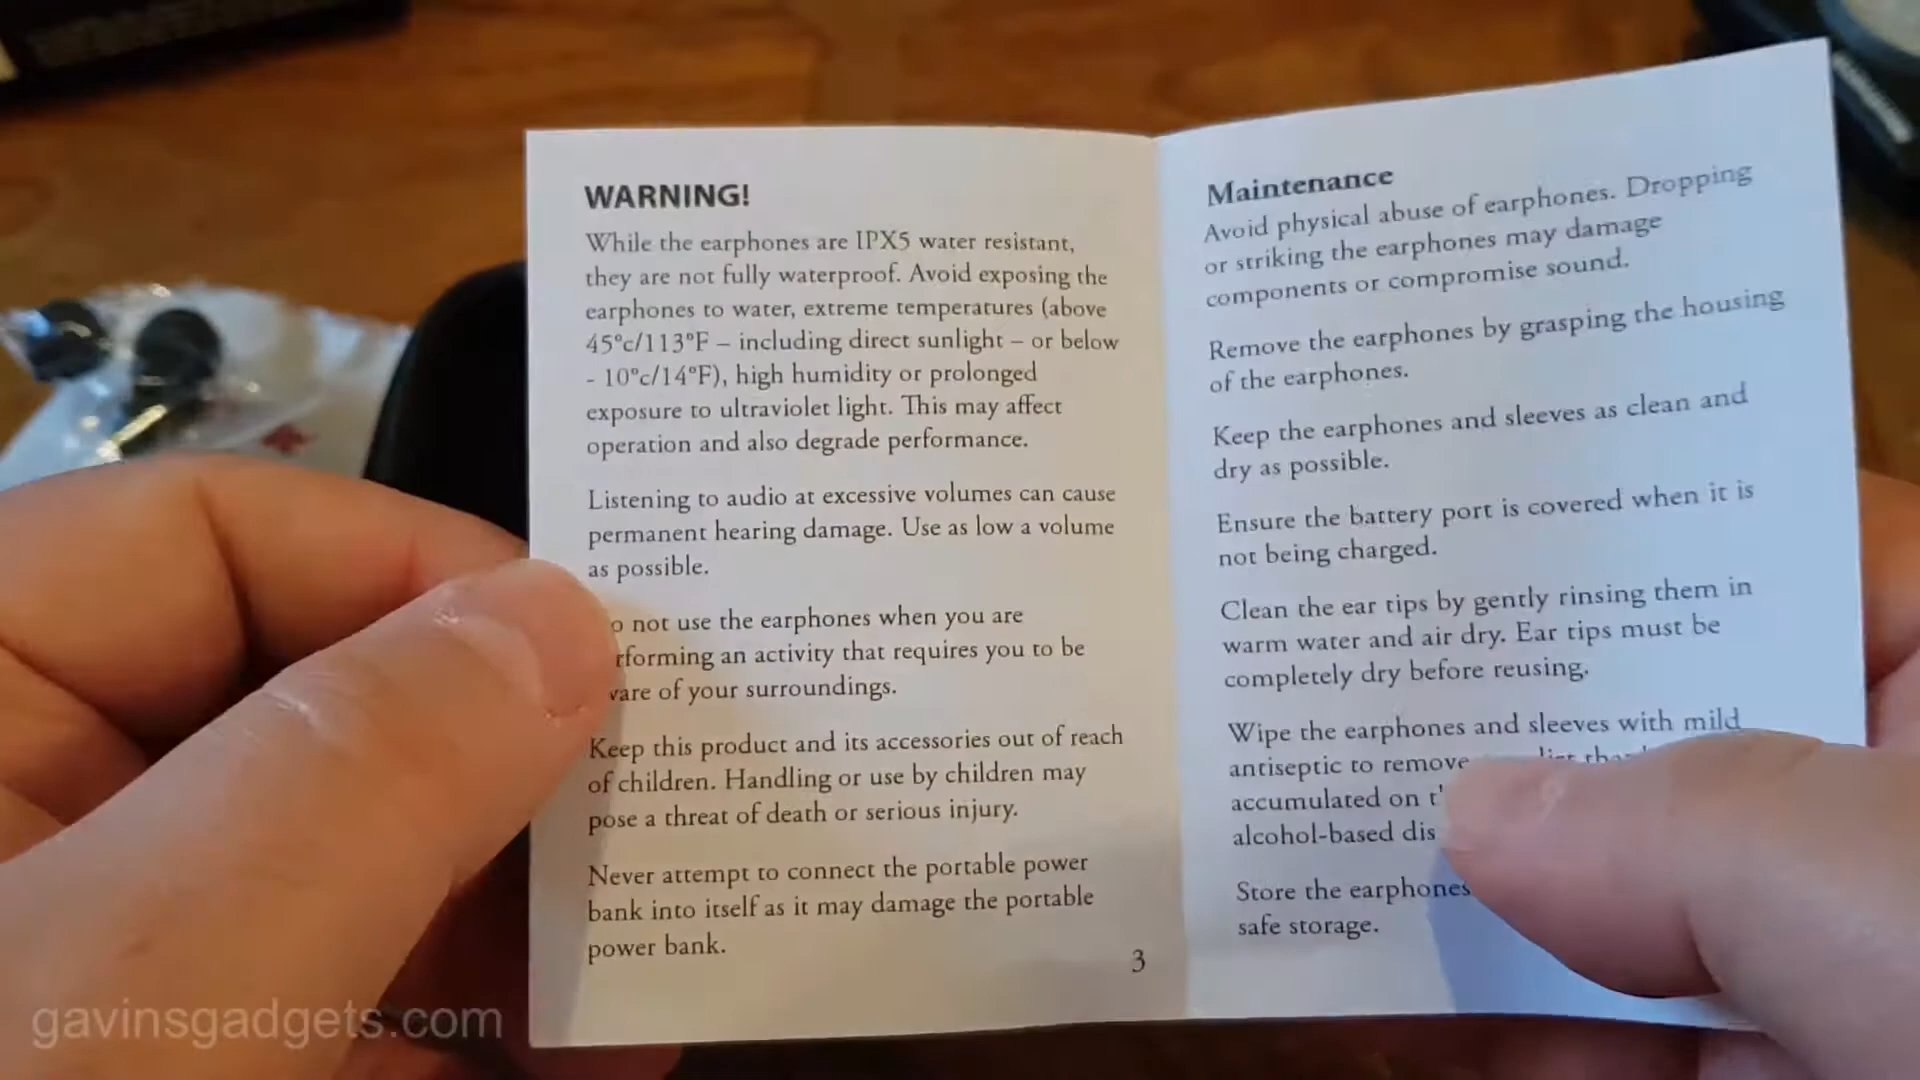 WARNING!
While the earphones are IPX5 water resistant,
they are not fully waterproof. Avoid exposing the
earphones to water, extreme temperatures (above
45°c/113°F – including direct sunlight – or below
- 10°c/14°F), high humidity or prolonged
exposure to ultraviolet light. This may affect
operation and also degrade performance.
Listening to audio at excessive volumes can cause
permanent hearing damage. Use as low a volume
as possible.
not use the earphones when you are
an activity that requires you to be
of your surroundings.
Keep this product and its accessories out of reach
of children. Handling or use by children may
pose a threat of death or serious injury.
Never attempt to connect the portable power
bank into itself as it may damage the portable
power bank.
3
Maintenance
Avoid physical abuse of earphones. Dropping
or striking the earphones may damage
components or compromise sound.
Remove the earphones by grasping the housing
of the earphones.
Keep the earphones and sleeves as clean and
dry as possible.
Ensure the battery port is covered when it is
not being charged.
Clean the ear tips by gently rinsing them in
warm water and air dry. Ear tips must be
completely dry before reusing.
Wipe the earphones and sleeves with mild
antiseptic to remove
accumulated on
alcohol-based
Store the earphones
safe storage.
gavinsgadgets.com